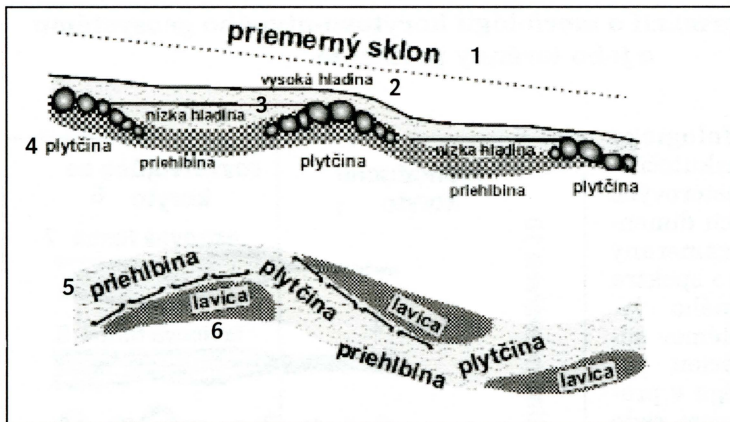 priemerný sklon 1
vysoká hladina 2
nízka hladina 3
4 plytčina
priehlbina
plytčina
nízka hladina
priehlbina
plytčina
5 priehlbina
lavica
6
plytčina
lavica
priehlbina
plytčina
lavica